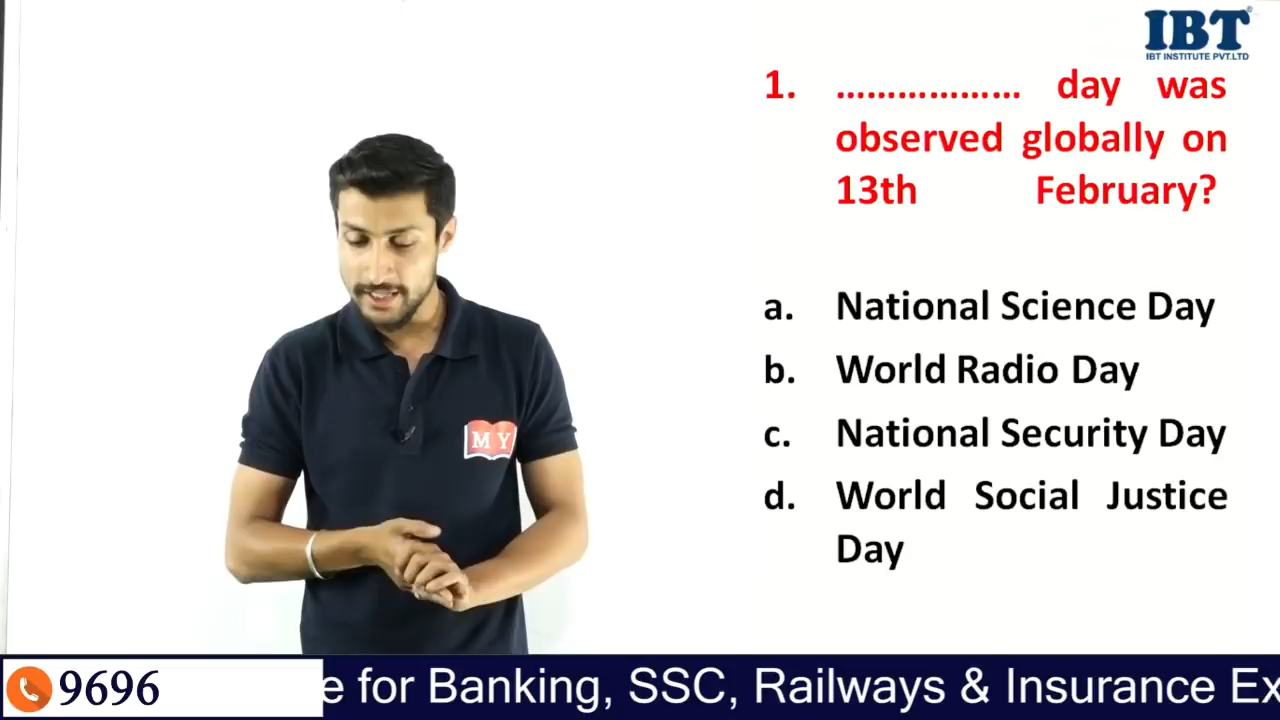 IBT
IBT INSTITUTE PVT.LTD
1. .................. day was
observed globally on
13th February?
a. National Science Day
b. World Radio Day
c. National Security Day
d. World Social Justice
Day
M Y
9696
e for Banking, SSC, Railways & Insurance Ex